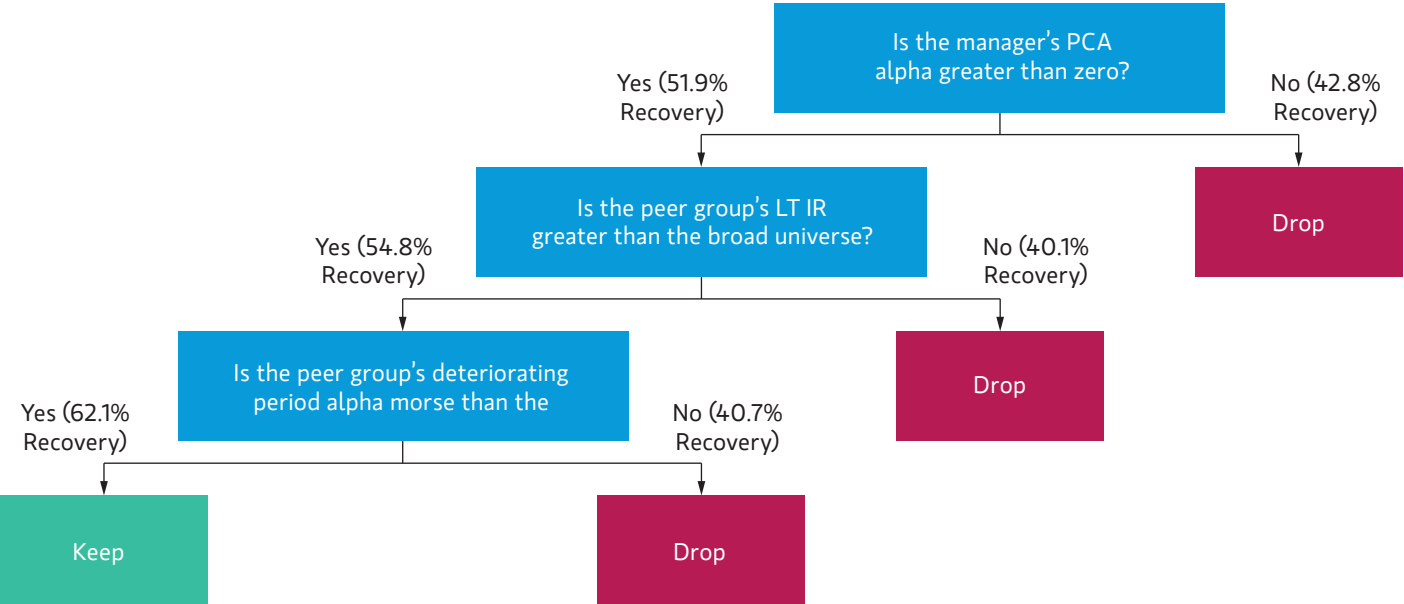 Is the manager's PCA
alpha greater than zero?
Yes (51.9%
Recovery)
No (42.8%
Recovery)
Is the peer group's LT IR
greater than the broad universe?
Drop
Yes (54.8%
Recovery)
No (40.1%
Recovery)
Is the peer group's deteriorating
period alpha morse than the
Drop
Yes (62.1%
Recovery)
No (40.7%
Recovery)
Keep
Drop